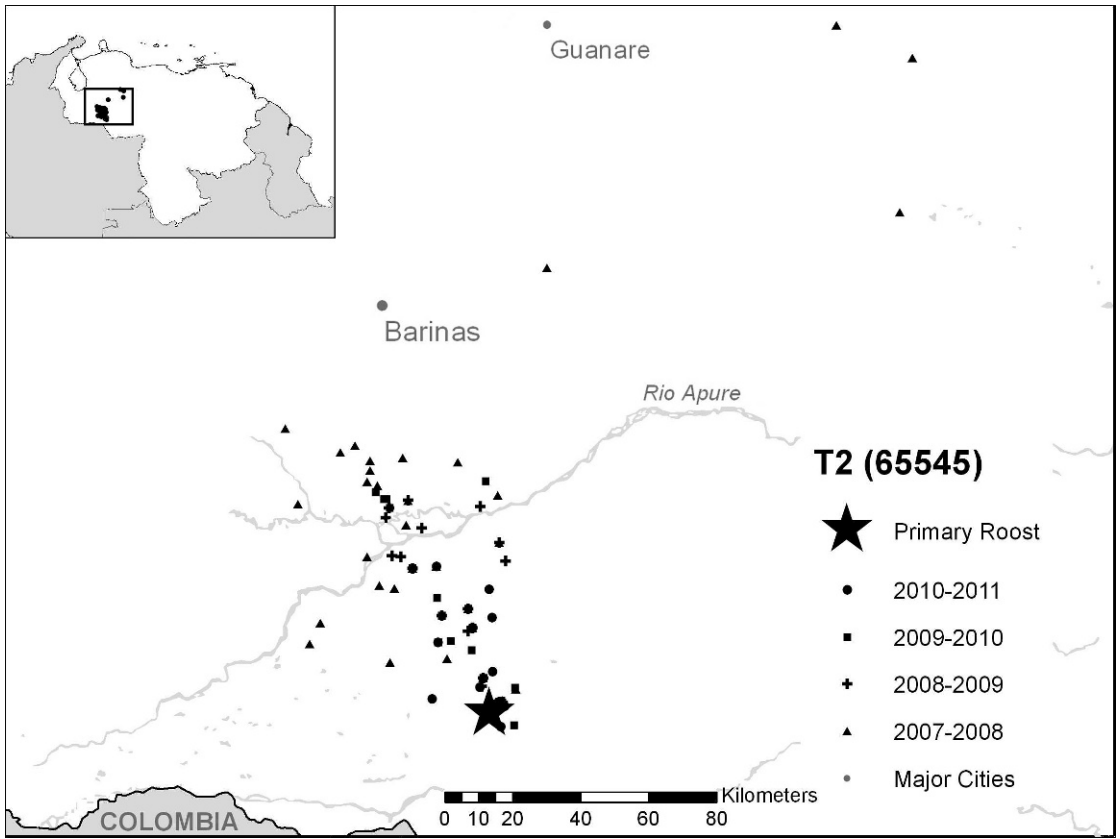 Guanare
Barinas
Rio Apure
T2 (65545)
Primary Roost
2010-2011
2009-2010
2008-2009
2007-2008
Major Cities
Kilometers
0 10 20 40 60 80
COLOMBIA